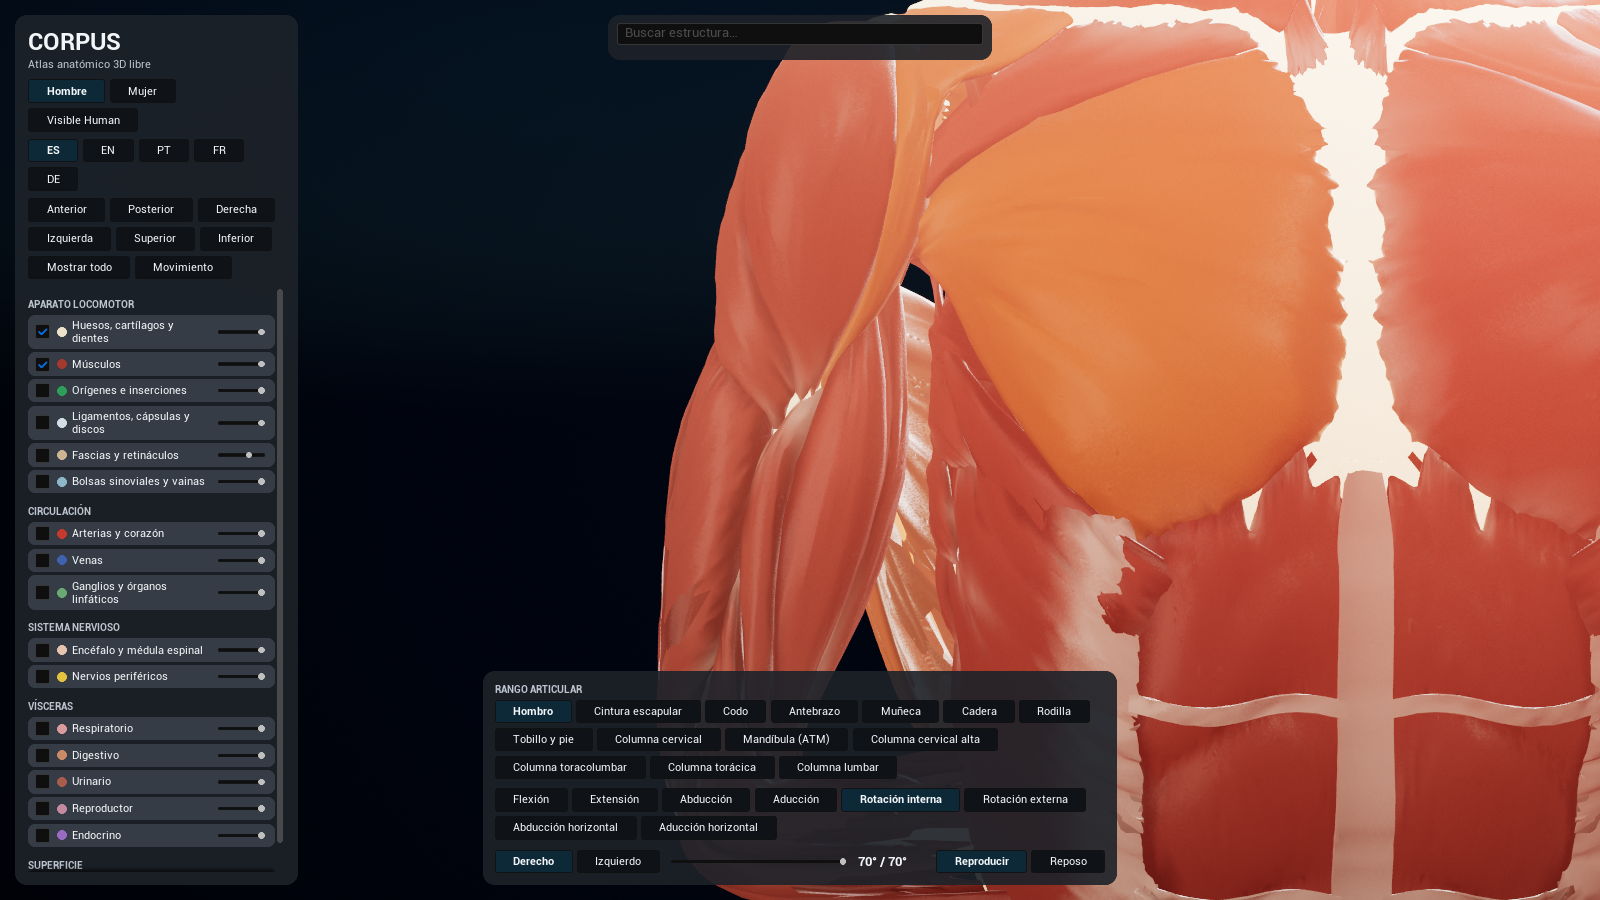 CORPUS
Atlas anatómico 3D libre
Hombre
Mujer
Visible Human
ES
EN
PT
FR
DE
Anterior
Posterior
Derecha
Izquierda
Superior
Inferior
Mostrar todo
Movimiento
APARATO LOCOMOTOR
Huesos, cartílagos y
dientes
Músculos
Orígenes e inserciones
Ligamentos, cápsulas y
discos
Fascias y retináculos
Bolsas sinoviales y vainas
CIRCULACIÓN
Arterias y corazón
Venas
Ganglios y órganos
linfáticos
SISTEMA NERVIOSO
Encéfalo y médula espinal
Nervios periféricos
VÍSCERAS
Respiratorio
Digestivo
Urinario
Reproductor
Endocrino
SUPERFICIE
Buscar estructura...
RANGO ARTICULAR
Hombro
Cintura escapular
Codo
Antebrazo
Muñeca
Cadera
Rodilla
Tobillo y pie
Columna cervical
Mandíbula (ATM)
Columna cervical alta
Columna toracolumbar
Columna torácica
Columna lumbar
Flexión
Extensión
Abducción
Aducción
Rotación interna
Rotación externa
Abducción horizontal
Aducción horizontal
Derecho
Izquierdo
70° / 70°
Reproducir
Reposo